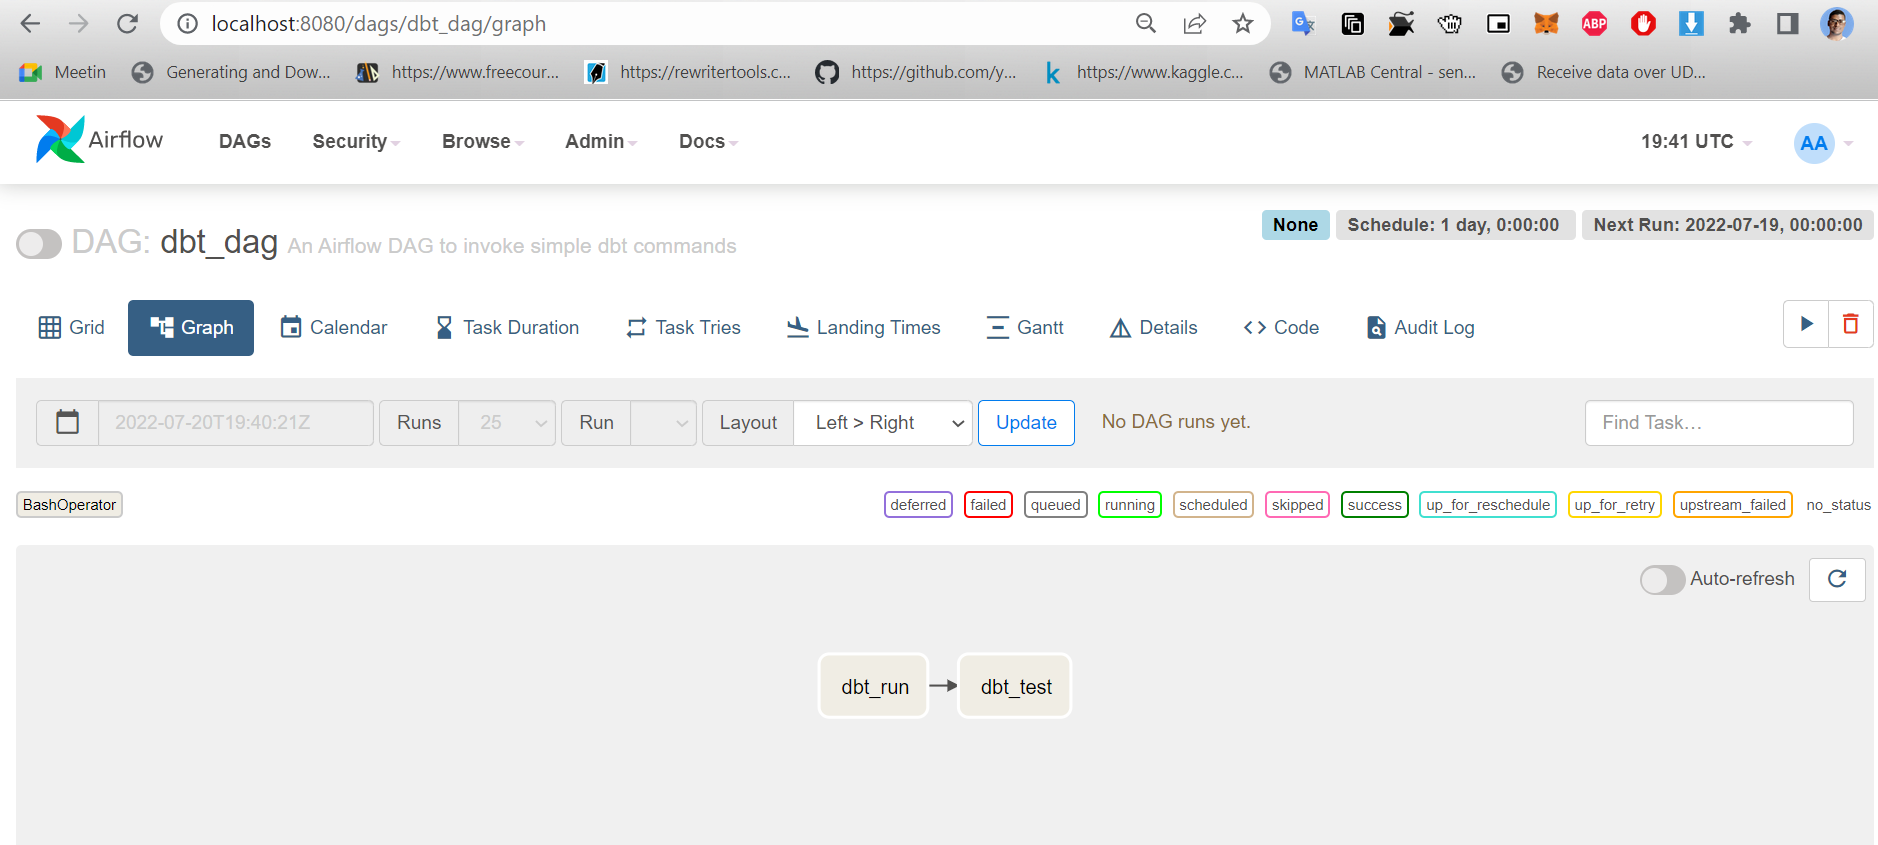 localhost:8080/dags/dbt_dag/graph
ABP
Meetin Generating and Dow... https://www.freecour... https://rewritertools.c... https://github.com/y... k https://www.kaggle.c... MATLAB Central - sen... Receive data over UD...
Airflow DAGs Security Browse Admin Docs 19:41 UTC AA
None Schedule: 1 day, 0:00:00 Next Run: 2022-07-19, 00:00:00
DAG: dbt_dag An Airflow DAG to invoke simple dbt commands
Grid Graph Calendar Task Duration Task Tries Landing Times Gantt Details Code Audit Log
2022-07-20T19:40:21Z Runs 25 Run Layout Left > Right Update No DAG runs yet. Find Task…
BashOperator deferred failed queued running scheduled skipped success up_for_reschedule up_for_retry upstream_failed no_status
Auto-refresh
dbt_run dbt_test